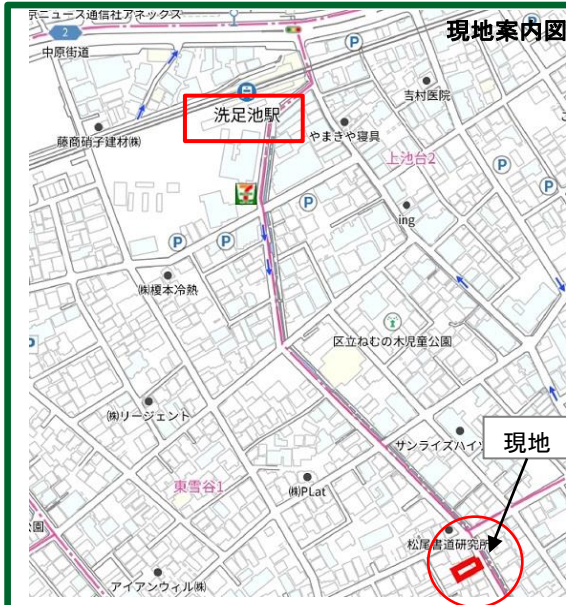 京ニュース通信社アネックス
現地案内図
2
中原街道
P
吉村医院
洗足池駅
藤商硝子建材㈱
やまきや寝具
上池台2
P
P
ing
P
P
㈱榎本冷熱
区立ねむの木児童公園
㈱リージェント
サンライズハイツ
現地
東雪谷1
㈱PLat
公園
松尾書道研究所
アイアンウィル㈱